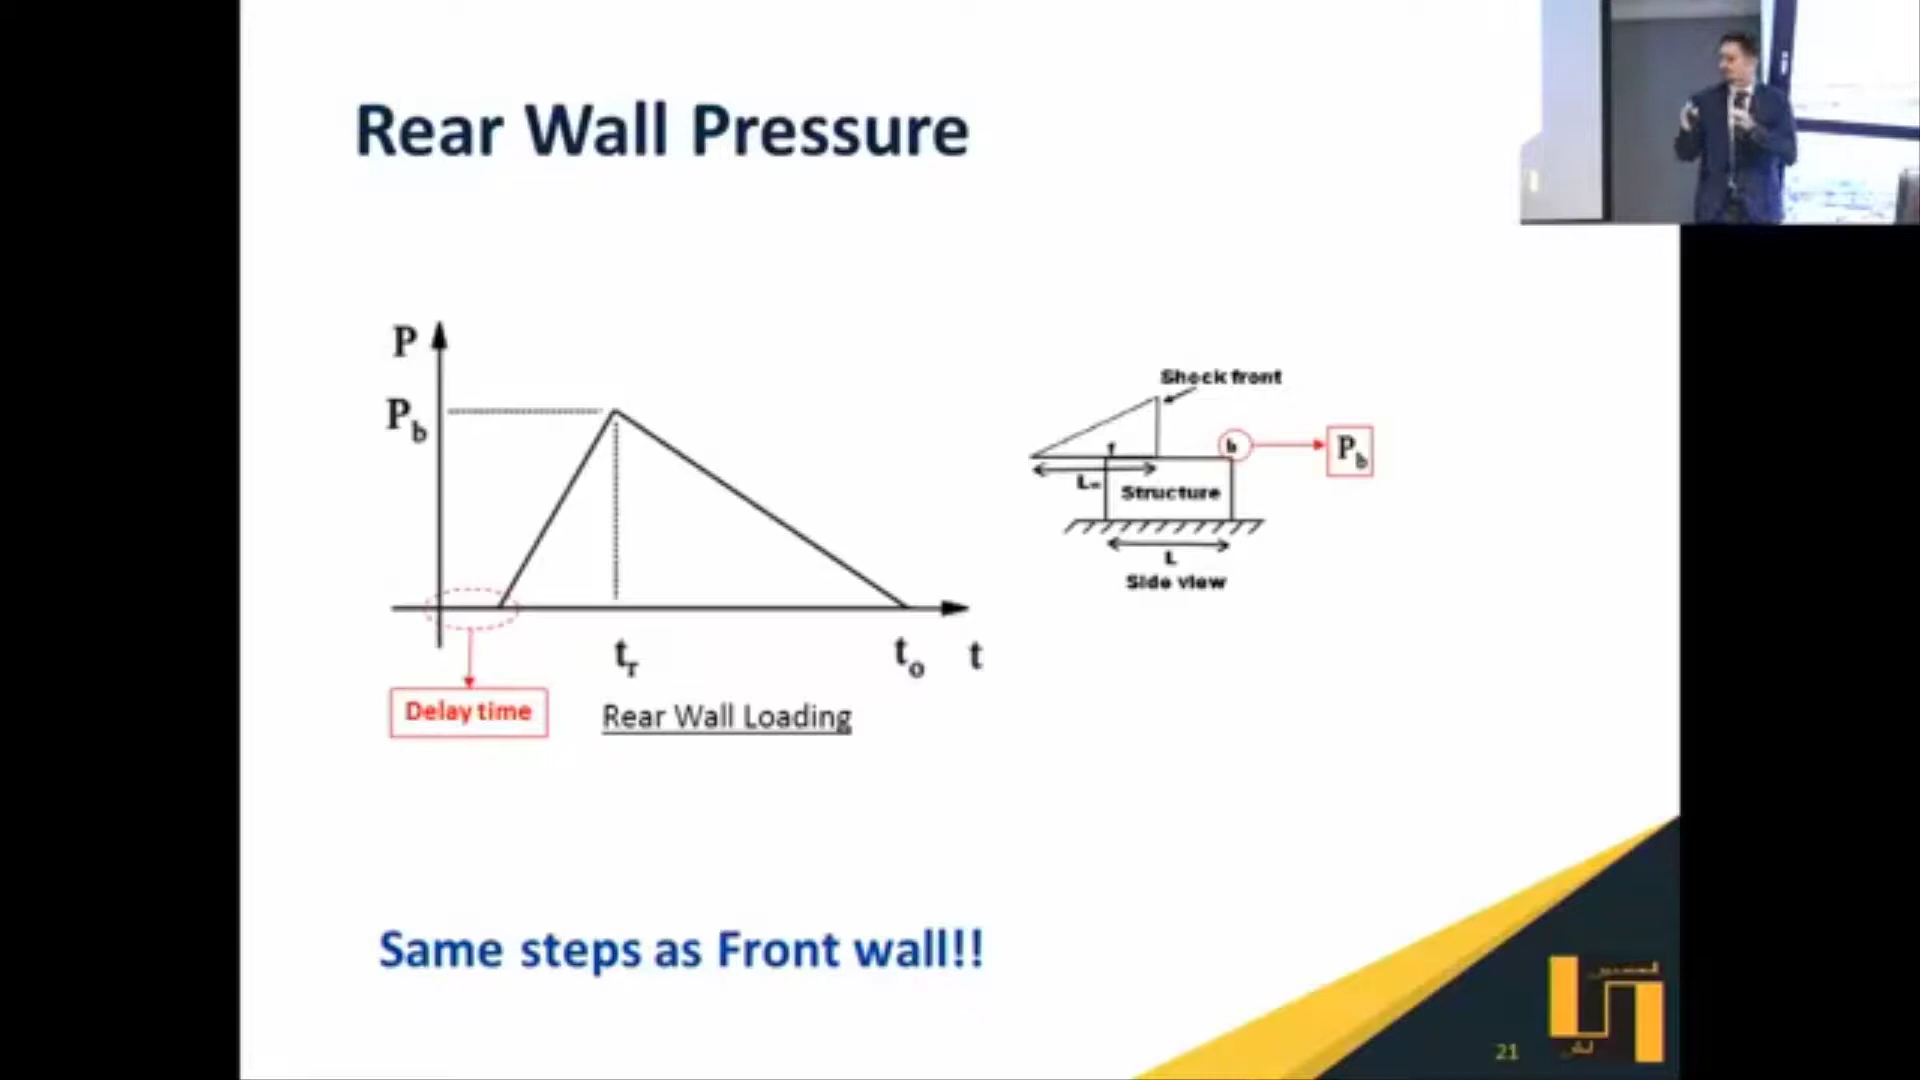 Rear Wall Pressure
P
P_b
t_r
t_o
t
Delay time
Rear Wall Loading
Shock front
f
b
P_b
L_w
Structure
L
Side view
Same steps as Front wall!!
21